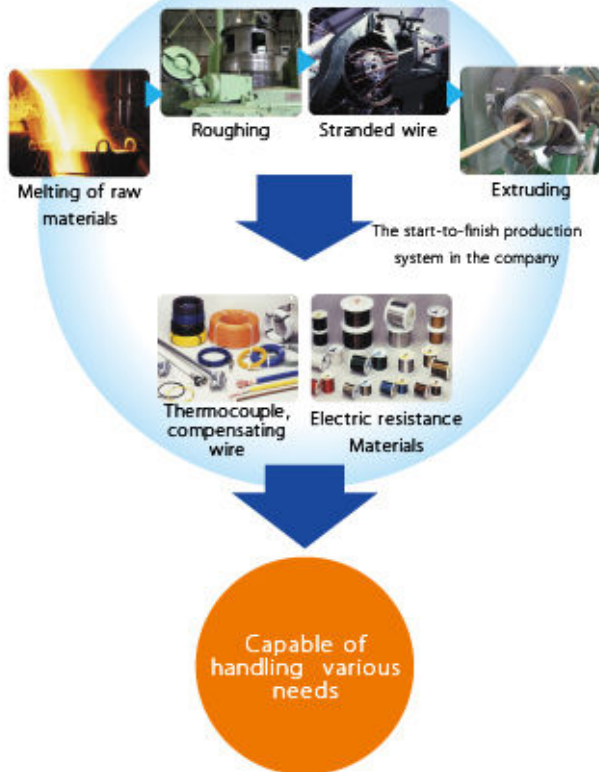 Roughing
Stranded wire
Melting of raw
materials
Extruding
The start-to-finish production
system in the company
Thermocouple,
compensating
wire
Electric resistance
Materials
Capable of
handling various
needs